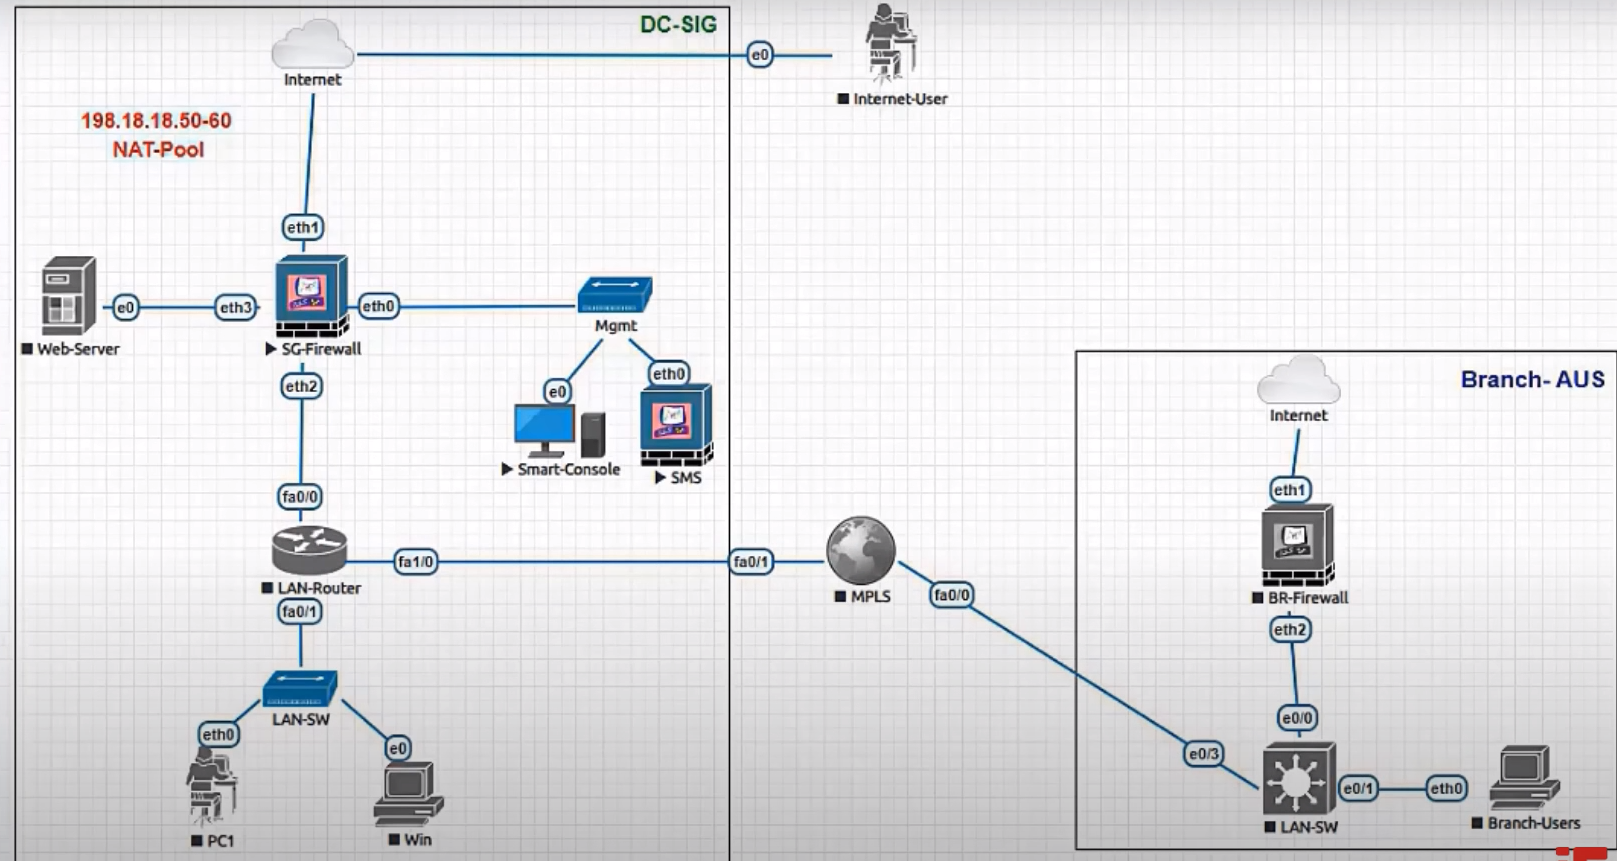 DC-SIG
Internet
e0
Internet-User
198.18.18.50-60
NAT-Pool
eth1
e0
eth3
eth0
Web-Server
SG-Firewall
Mgmt
eth2
e0
eth0
Smart-Console
SMS
fa0/0
LAN-Router
fa1/0
fa0/1
MPLS
fa0/0
fa0/1
LAN-SW
eth0
e0
PC1
Win
Branch- AUS
Internet
eth1
BR-Firewall
eth2
e0/0
e0/3
e0/1
eth0
LAN-SW
Branch-Users